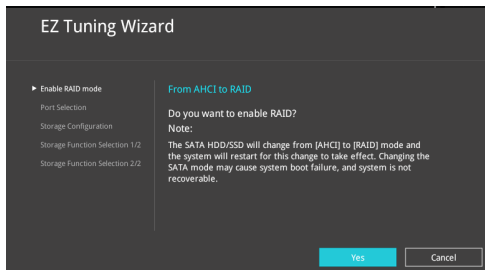 EZ Tuning Wizard
Enable RAID mode
Port Selection
Storage Configuration
Storage Function Selection 1/2
Storage Function Selection 2/2
From AHCI to RAID
Do you want to enable RAID?
Note:
The SATA HDD/SSD will change from [AHCI] to [RAID] mode and
the system will restart for this change to take effect. Changing the
SATA mode may cause system boot failure, and system is not
recoverable.
Yes
Cancel